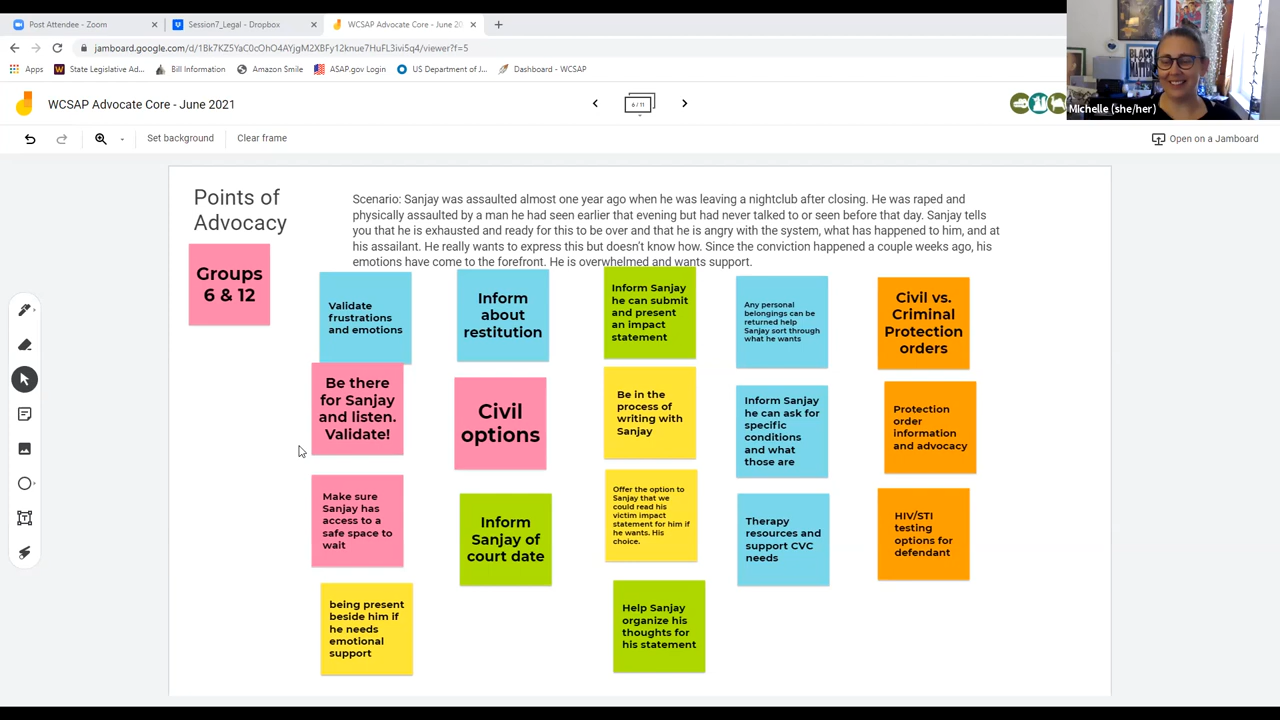 Post Attendee - Zoom
Session7_Legal - Dropbox
WCSAP Advocate Core - June 20
jamboard.google.com/d/1Bk7KZ5YaC0cOhO4AYjgM2XBFy12knue7HuFL3ivi5q4/viewer?f=5
Apps
State Legislative Ad...
Bill Information
Amazon Smile
ASAP.gov Login
US Department of J...
Dashboard - WCSAP
BLACK
Michelle (she/her)
WCSAP Advocate Core - June 2021
6 / 11
Set background
Clear frame
Open on a Jamboard
Points of
Advocacy
Scenario: Sanjay was assaulted almost one year ago when he was leaving a nightclub after closing. He was raped and
physically assaulted by a man he had seen earlier that evening but had never talked to or seen before that day. Sanjay tells
you that he is exhausted and ready for this to be over and that he is angry with the system, what has happened to him, and at
his assailant. He really wants to express this but doesn't know how. Since the conviction happened a couple weeks ago, his
emotions have come to the forefront. He is overwhelmed and wants support.
Groups
6 & 12
Validate
frustrations
and emotions
Inform
about
restitution
Inform Sanjay
he can submit
and present
an impact
statement
Any personal
belongings can be
returned help
Sanjay sort through
what he wants
Civil vs.
Criminal
Protection
orders
Be there
for Sanjay
and listen.
Validate!
Civil
options
Be in the
process of
writing with
Sanjay
Inform Sanjay
he can ask for
specific
conditions
and what
those are
Protection
order
information
and advocacy
Make sure
Sanjay has
access to a
safe space to
wait
Inform
Sanjay of
court date
Offer the option to
Sanjay that we
could read his
victim impact
statement for him if
he wants. His
choice.
Therapy
resources and
support CVC
needs
HIV/STI
testing
options for
defendant
being present
beside him if
he needs
emotional
support
Help Sanjay
organize his
thoughts for
his statement